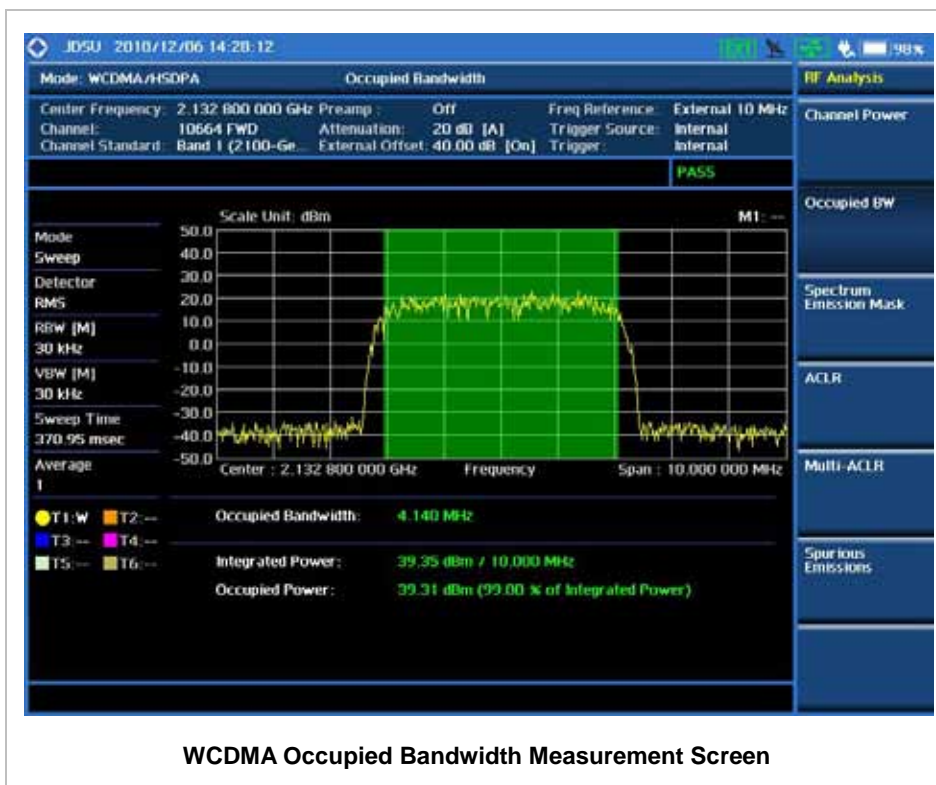 JDSU 2010/12/06 14:28:12
98%
Mode: WCDMA/HSDPA
Occupied Bandwidth
RF Analysis
Center Frequency: 2.132 800 000 GHz
Preamp : Off
Freq Reference: External 10 MHz
Channel: 10664 FWD
Attenuation: 20 dB [A]
Trigger Source: Internal
Channel Standard: Band 1 (2100-Ge...
External Offset: 40.00 dB [On]
Trigger: Internal
PASS
Channel Power
Occupied BW
Spectrum
Emission Mask
ACLR
Multi-ACLR
Spurious
Emissions
Scale Unit: dBm
M1: --
Mode
Sweep
Detector
RMS
RBW [M]
30 kHz
VBW [M]
30 kHz
Sweep Time
370.95 msec
Average
1
50.0
40.0
30.0
20.0
10.0
0.0
-10.0
-20.0
-30.0
-40.0
-50.0
Center : 2.132 800 000 GHz
Frequency
Span : 10.000 000 MHz
T1:W T2:--
T3:-- T4:--
T5:-- T6:--
Occupied Bandwidth: 4.140 MHz
Integrated Power: 39.35 dBm / 10.000 MHz
Occupied Power: 39.31 dBm (99.00 % of Integrated Power)
WCDMA Occupied Bandwidth Measurement Screen